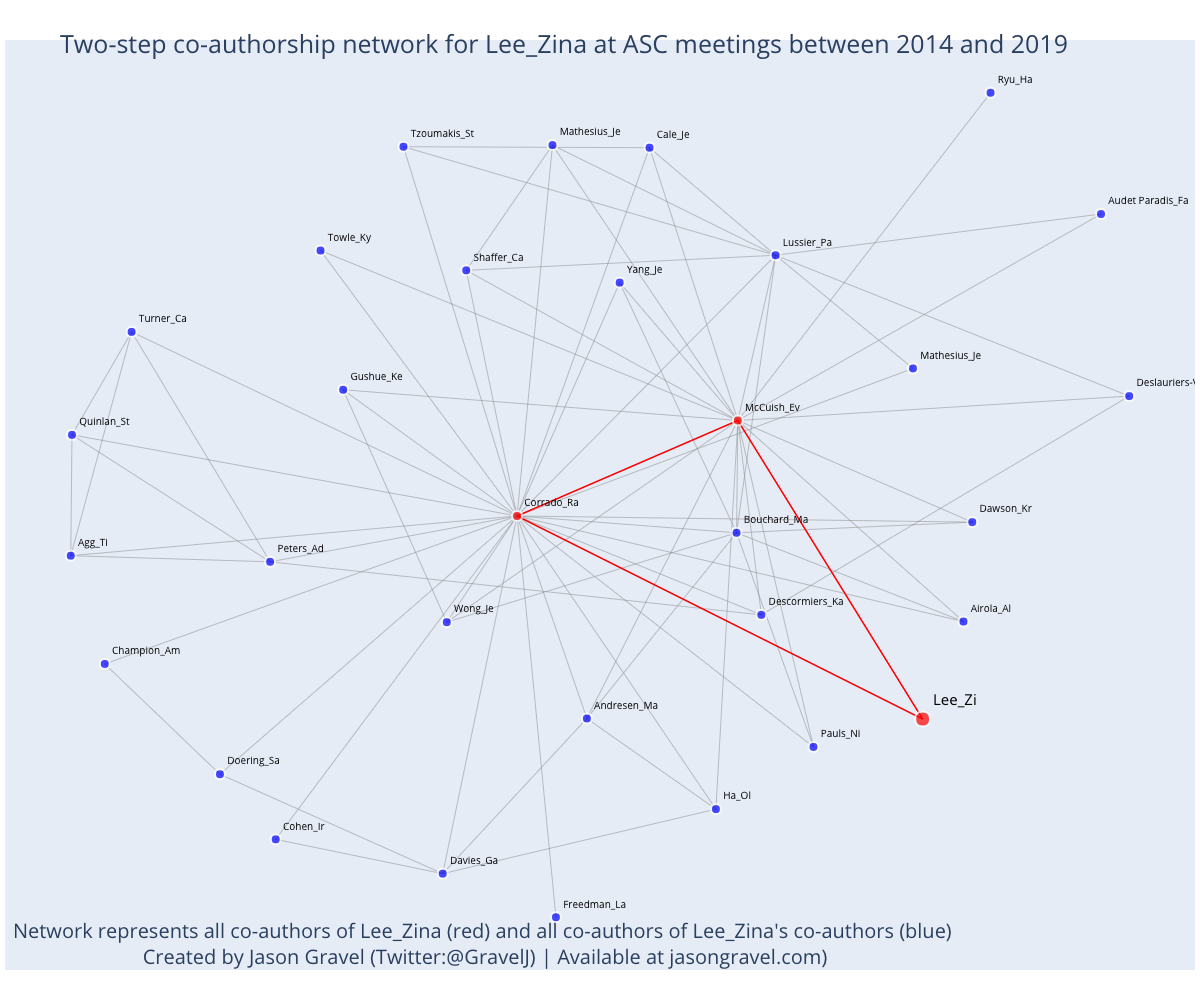 Two-step co-authorship network for Lee_Zina at ASC meetings between 2014 and 2019
Ryu_Ha
Tzoumakis_St
Mathesius_Je
Cale_Je
Audet Paradis_Fa
Towle_Ky
Lussier_Pa
Shaffer_Ca
Yang_Je
Turner_Ca
Mathesius_Je
Gushue_Ke
Deslauriers-V
McCuish_Ev
Quinlan_St
Corrado_Ra
Dawson_Kr
Bouchard_Ma
Agg_Ti
Peters_Ad
Descormiers_Ka
Wong_Je
Airola_Al
Champion_Am
Lee_Zi
Andresen_Ma
Pauls_Ni
Doering_Sa
Ha_Ol
Cohen_Ir
Davies_Ga
Freedman_La
Network represents all co-authors of Lee_Zina (red) and all co-authors of Lee_Zina's co-authors (blue)
Created by Jason Gravel (Twitter:@GravelJ) | Available at jasongravel.com)